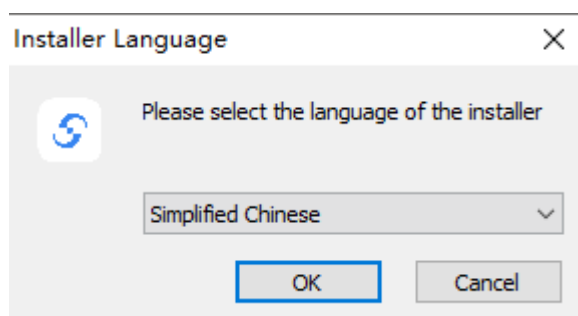 Installer Language
Please select the language of the installer
Simplified Chinese
OK
Cancel